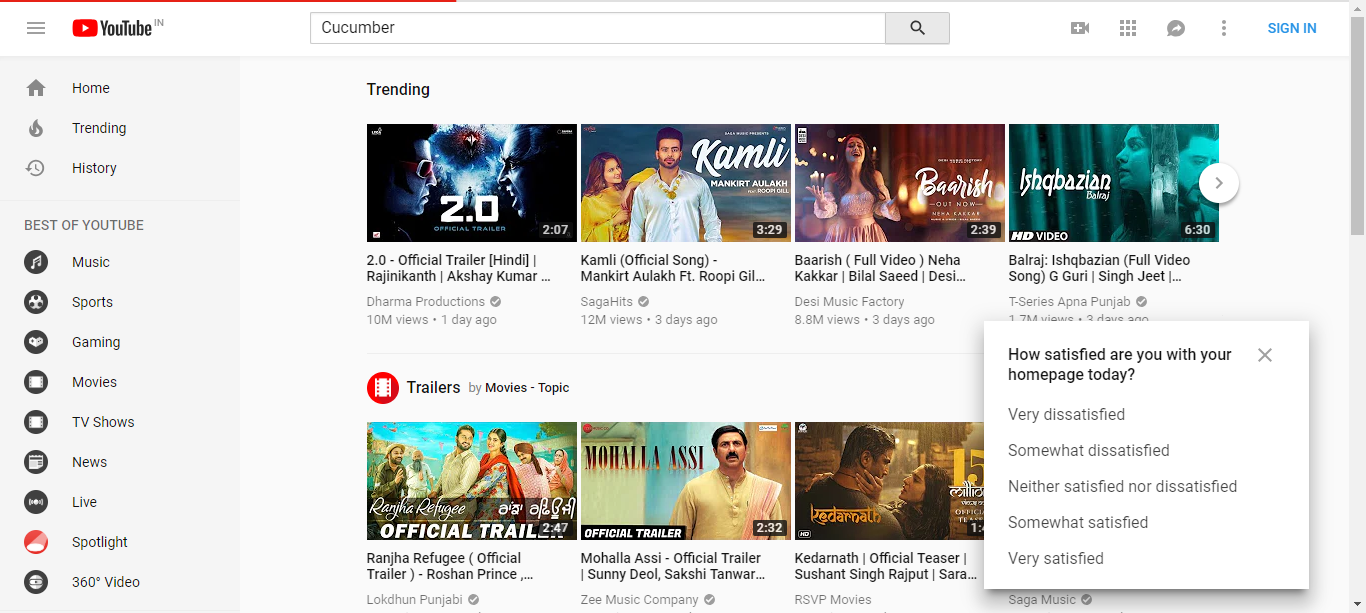 YouTube IN
Cucumber
SIGN IN
Home
Trending
History
BEST OF YOUTUBE
Music
Sports
Gaming
Movies
TV Shows
News
Live
Spotlight
360° Video
Trending
2.0
OFFICIAL TRAILER
2:07
2.0 - Official Trailer [Hindi] |
Rajinikanth | Akshay Kumar ...
Dharma Productions
10M views • 1 day ago
SAGA MUSIC PRESENTS
Kamli
MANKIRT AULAKH
FEAT ROOPI GILL
3:29
Kamli (Official Song) -
Mankirt Aulakh Ft. Roopi Gil...
SagaHits
12M views • 3 days ago
DESI MUSIC FACTORY
Baarish
OUT NOW
NEHA KAKKAR
2:39
Baarish ( Full Video ) Neha
Kakkar | Bilal Saeed | Desi...
Desi Music Factory
8.8M views • 3 days ago
Ishqbazian
Balraj
HD VIDEO
6:30
Balraj: Ishqbazian (Full Video
Song) G Guri | Singh Jeet |...
T-Series Apna Punjab
1.7M views • 3 days ago
Trailers by Movies - Topic
Ranjha Refugee ਰਾਂਝਾ ਰਫਿਊਜੀ
OFFICIAL TRAILER
2:47
Ranjha Refugee ( Official
Trailer ) - Roshan Prince ,...
Lokdhun Punjabi
MOHALLA ASSI
OFFICIAL TRAILER
2:32
Mohalla Assi - Official Trailer
| Sunny Deol, Sakshi Tanwar...
Zee Music Company
kedarnath
HD
Kedarnath | Official Teaser |
Sushant Singh Rajput | Sara...
RSVP Movies
Saga Music
How satisfied are you with your
homepage today?
Very dissatisfied
Somewhat dissatisfied
Neither satisfied nor dissatisfied
Somewhat satisfied
Very satisfied